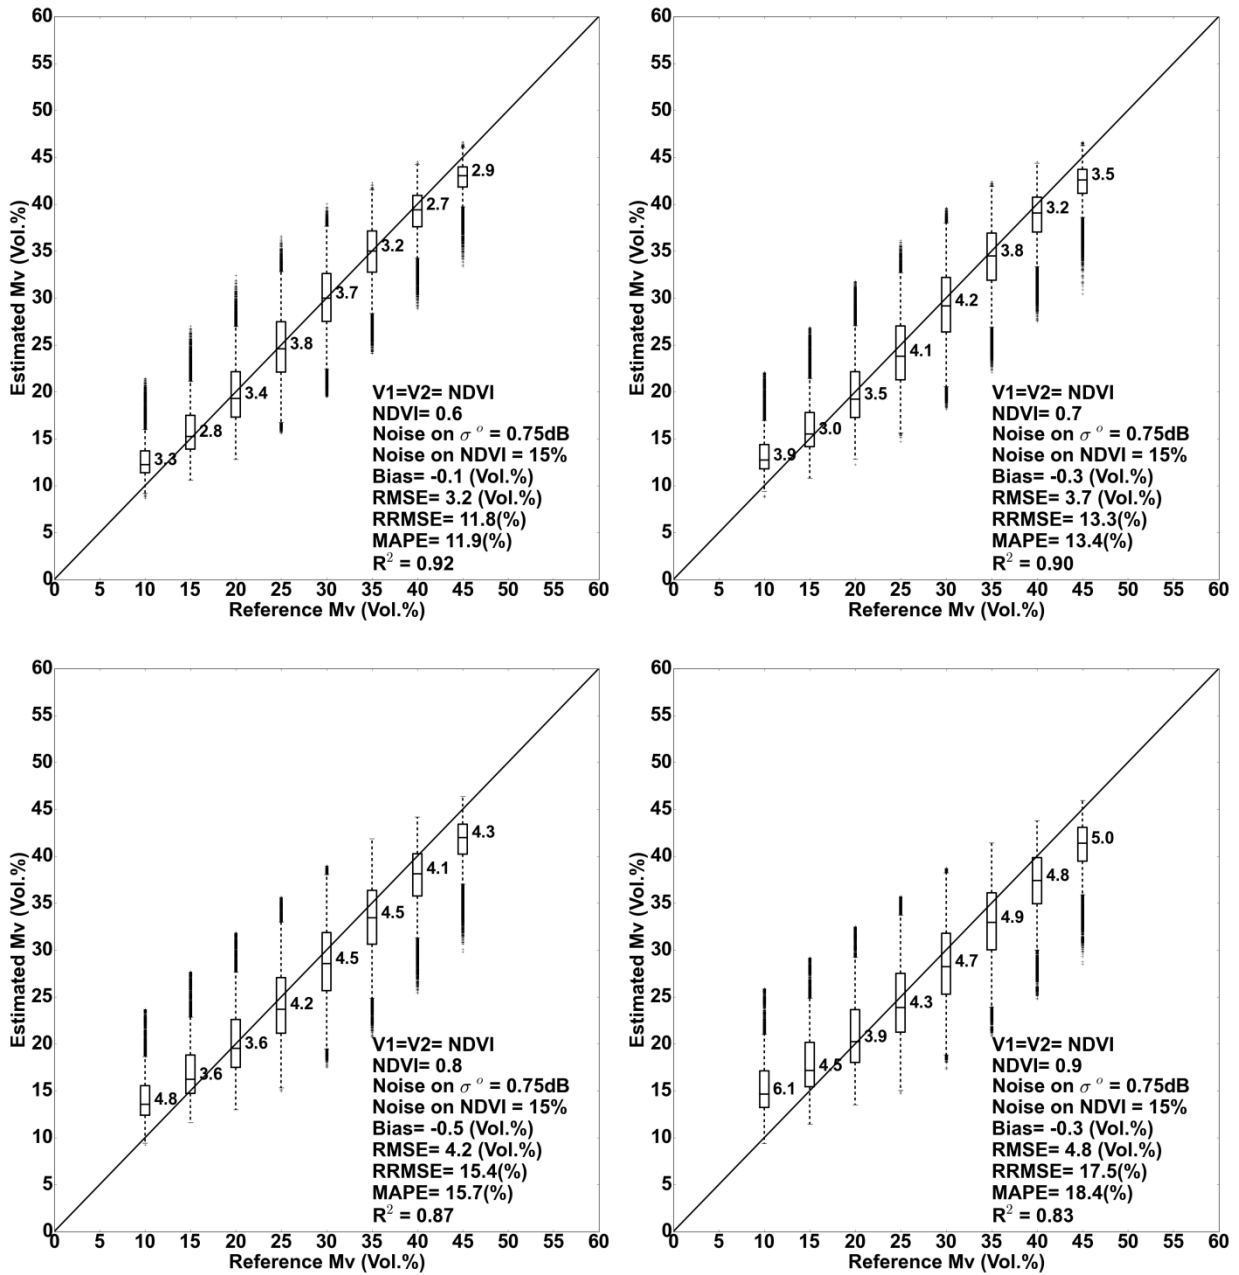 60
55
50
45
40
35
30
25
20
15
10
5
0
Estimated Mv (Vol.%)
3.3
2.8
3.4
3.8
3.7
3.2
2.7
2.9
V1=V2= NDVI
NDVI= 0.6
Noise on σ° = 0.75dB
Noise on NDVI = 15%
Bias= -0.1 (Vol.%)
RMSE= 3.2 (Vol.%)
RRMSE= 11.8(%)
MAPE= 11.9(%)
R² = 0.92
0 5 10 15 20 25 30 35 40 45 50 55 60
Reference Mv (Vol.%)
60
55
50
45
40
35
30
25
20
15
10
5
0
Estimated Mv (Vol.%)
3.9
3.0
3.5
4.1
4.2
3.8
3.2
3.5
V1=V2= NDVI
NDVI= 0.7
Noise on σ° = 0.75dB
Noise on NDVI = 15%
Bias= -0.3 (Vol.%)
RMSE= 3.7 (Vol.%)
RRMSE= 13.3(%)
MAPE= 13.4(%)
R² = 0.90
0 5 10 15 20 25 30 35 40 45 50 55 60
Reference Mv (Vol.%)
60
55
50
45
40
35
30
25
20
15
10
5
0
Estimated Mv (Vol.%)
4.8
3.6
3.6
4.2
4.5
4.5
4.1
4.3
V1=V2= NDVI
NDVI= 0.8
Noise on σ° = 0.75dB
Noise on NDVI = 15%
Bias= -0.5 (Vol.%)
RMSE= 4.2 (Vol.%)
RRMSE= 15.4(%)
MAPE= 15.7(%)
R² = 0.87
0 5 10 15 20 25 30 35 40 45 50 55 60
Reference Mv (Vol.%)
60
55
50
45
40
35
30
25
20
15
10
5
0
Estimated Mv (Vol.%)
6.1
4.5
3.9
4.3
4.7
4.9
4.8
5.0
V1=V2= NDVI
NDVI= 0.9
Noise on σ° = 0.75dB
Noise on NDVI = 15%
Bias= -0.3 (Vol.%)
RMSE= 4.8 (Vol.%)
RRMSE= 17.5(%)
MAPE= 18.4(%)
R² = 0.83
0 5 10 15 20 25 30 35 40 45 50 55 60
Reference Mv (Vol.%)